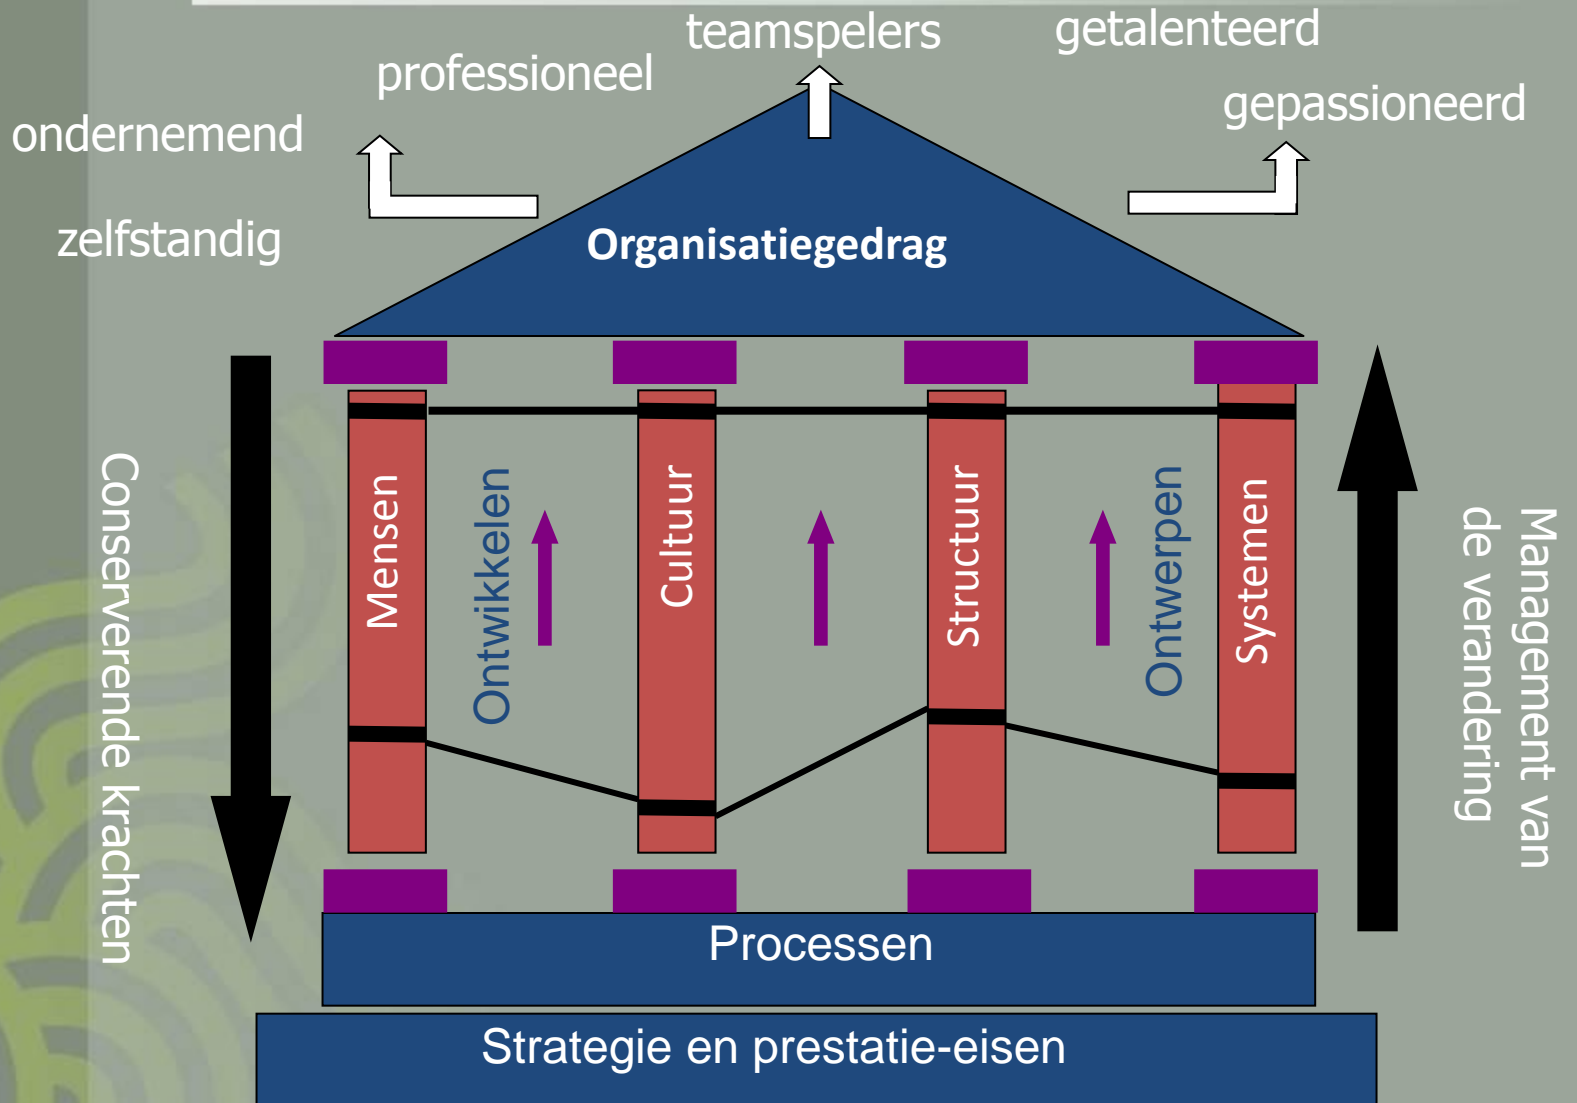 teamspelers
getalenteerd
professioneel
gepassioneerd
ondernemend
zelfstandig
Organisatiegedrag
Conserverende krachten
Mensen
Ontwikkelen
Cultuur
Structuur
Ontwerpen
Systemen
Management van
de verandering
Processen
Strategie en prestatie-eisen